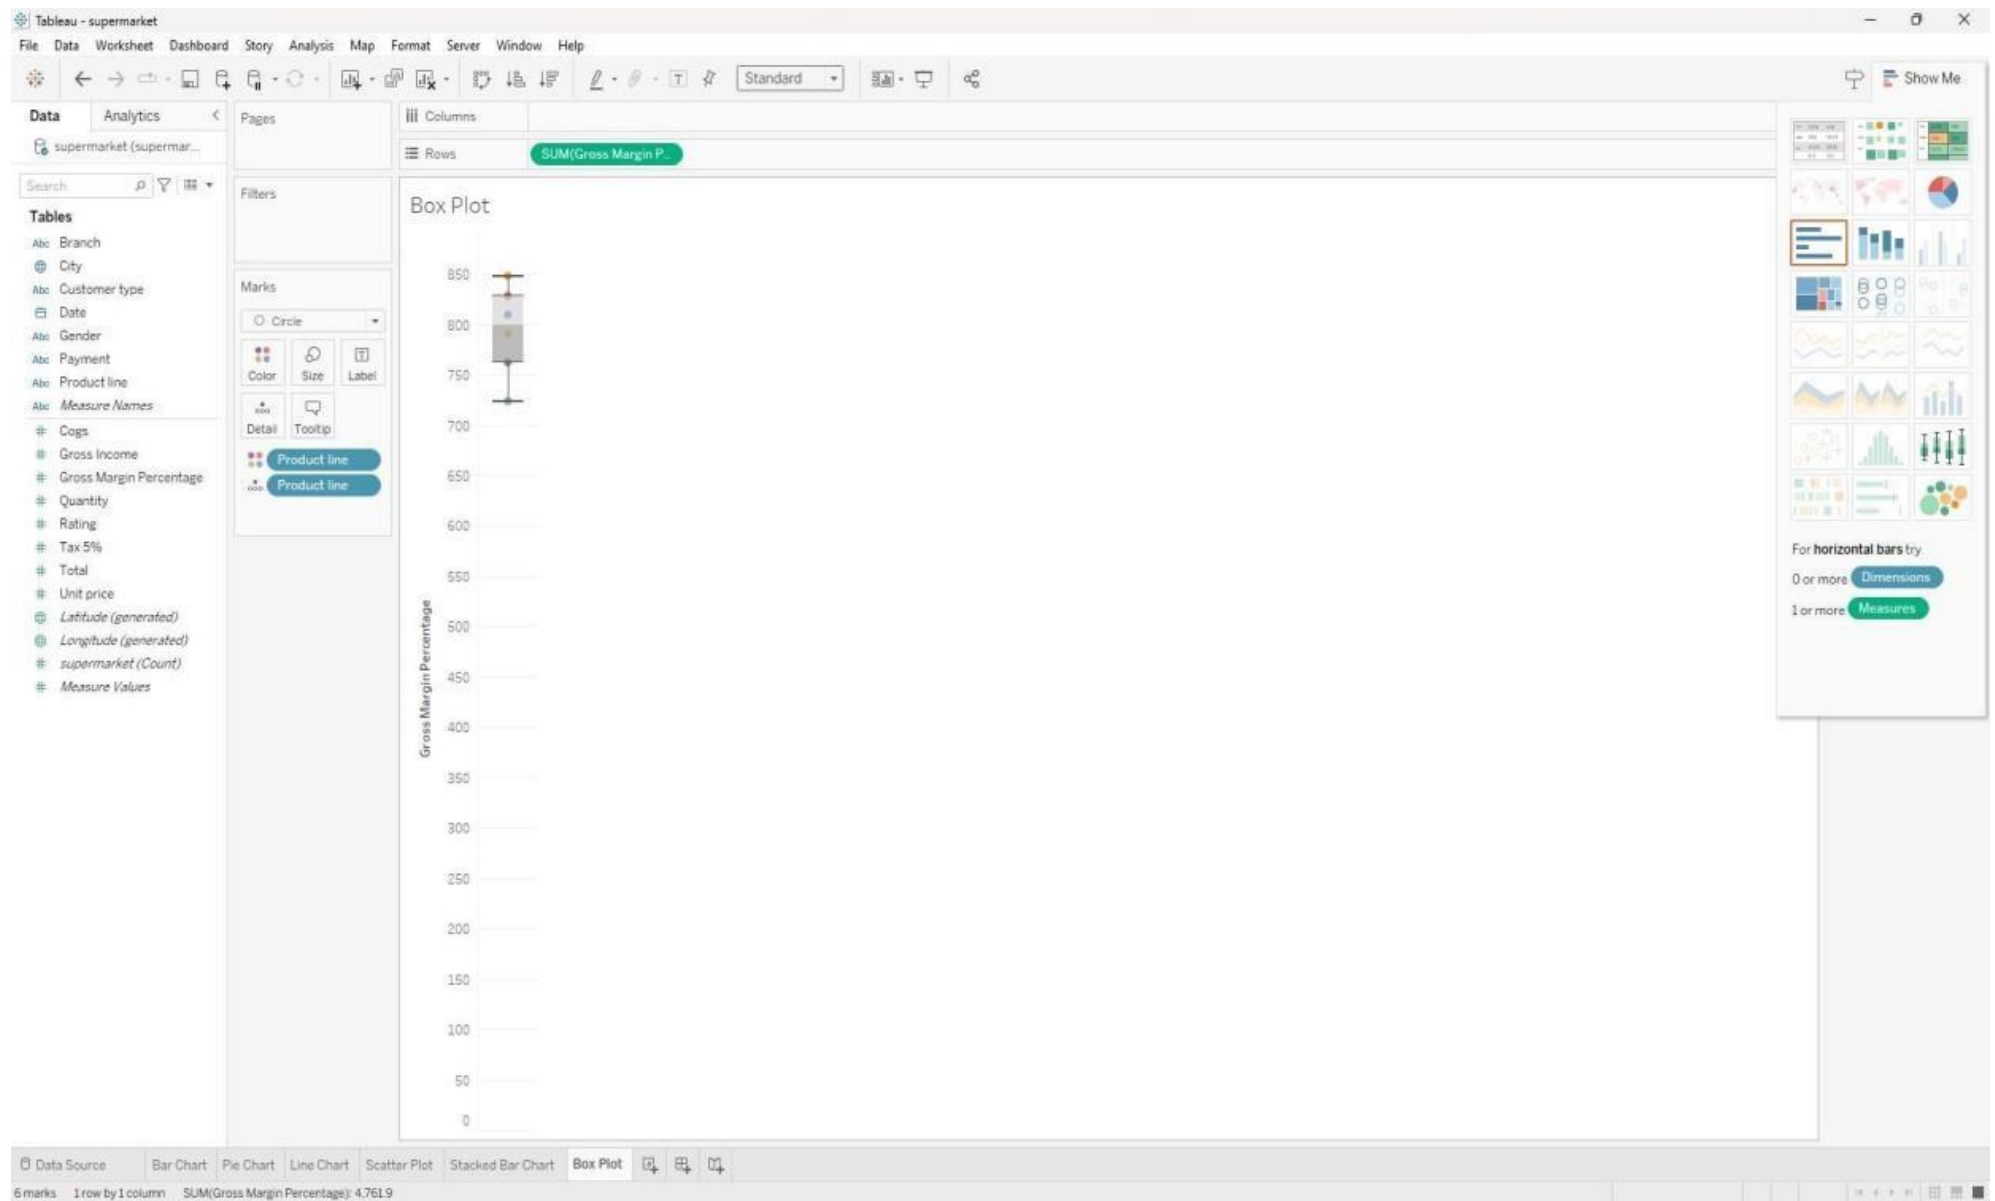 Tableau - supermarket
File Data Worksheet Dashboard Story Analysis Map Format Server Window Help
Standard
Show Me
Data Analytics
supermarket (supermar...
Search
Tables
Abc Branch
City
Abc Customer type
Date
Abc Gender
Abc Payment
Abc Product line
Abc Measure Names
# Cogs
# Gross Income
# Gross Margin Percentage
# Quantity
# Rating
# Tax 5%
# Total
# Unit price
Latitude (generated)
Longitude (generated)
# supermarket (Count)
# Measure Values
Pages
Filters
Marks
Circle
Color Size Label
Detail Tooltip
Product line
Product line
Columns
Rows SUM(Gross Margin P..
Box Plot
850
800
750
700
650
600
550
500
450
400
350
300
250
200
150
100
50
0
Gross Margin Percentage
For horizontal bars try
0 or more Dimensions
1 or more Measures
Data Source Bar Chart Pie Chart Line Chart Scatter Plot Stacked Bar Chart Box Plot
6 marks 1 row by 1 column SUM(Gross Margin Percentage): 4,761.9